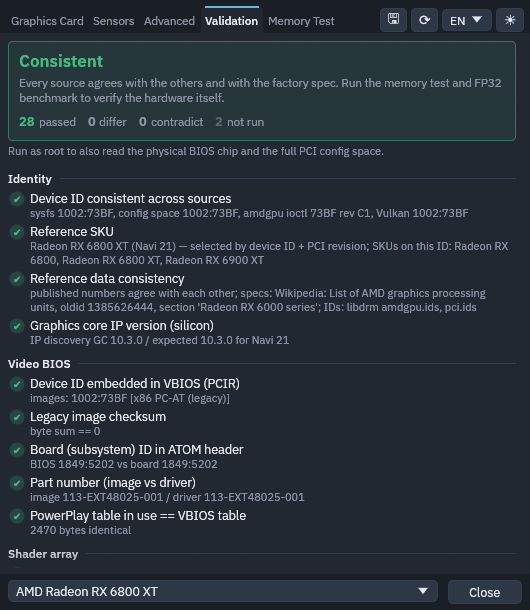 Graphics Card Sensors Advanced Validation Memory Test EN
Consistent
Every source agrees with the others and with the factory spec. Run the memory test and FP32
benchmark to verify the hardware itself.
28 passed 0 differ 0 contradict 2 not run
Run as root to also read the physical BIOS chip and the full PCI config space.
Identity
Device ID consistent across sources
sysfs 1002:73BF, config space 1002:73BF, amdgpu ioctl 73BF rev C1, Vulkan 1002:73BF
Reference SKU
Radeon RX 6800 XT (Navi 21) — selected by device ID + PCI revision; SKUs on this ID: Radeon RX
6800, Radeon RX 6800 XT, Radeon RX 6900 XT
Reference data consistency
published numbers agree with each other; specs: Wikipedia: List of AMD graphics processing
units, oldid 1385626444, section 'Radeon RX 6000 series'; IDs: libdrm amdgpu.ids, pci.ids
Graphics core IP version (silicon)
IP discovery GC 10.3.0 / expected 10.3.0 for Navi 21
Video BIOS
Device ID embedded in VBIOS (PCIR)
images: 1002:73BF [x86 PC-AT (legacy)]
Legacy image checksum
byte sum == 0
Board (subsystem) ID in ATOM header
BIOS 1849:5202 vs board 1849:5202
Part number (image vs driver)
image 113-EXT48025-001 / driver 113-EXT48025-001
PowerPlay table in use == VBIOS table
2470 bytes identical
Shader array
AMD Radeon RX 6800 XT
Close